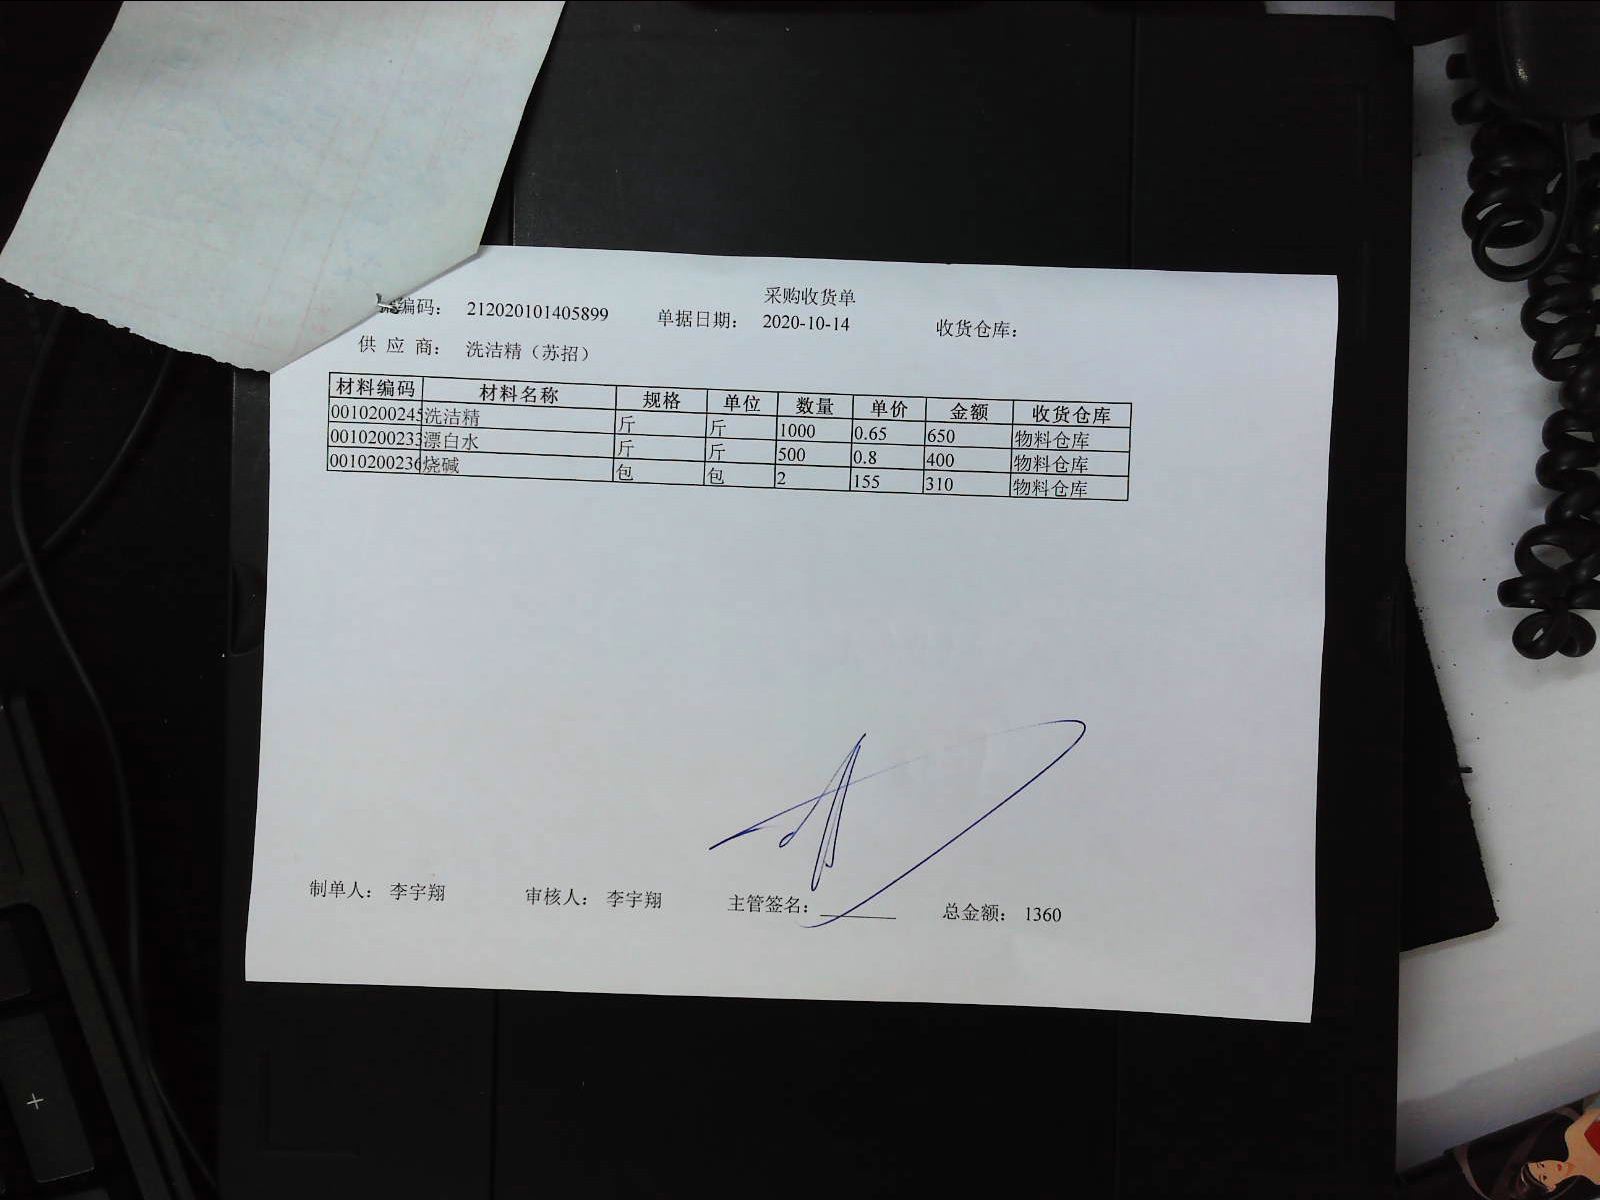 采购收货单
编码： 212020101405899 单据日期： 2020-10-14 收货仓库：
供 应 商： 洗洁精（苏招）
材料编码 材料名称 规格 单位 数量 单价 金额 收货仓库
0010200245 洗洁精 斤 斤 1000 0.65 650 物料仓库
0010200233 漂白水 斤 斤 500 0.8 400 物料仓库
0010200236 烧碱 包 包 2 155 310 物料仓库
制单人： 李宇翔 审核人： 李宇翔 主管签名： 总金额： 1360